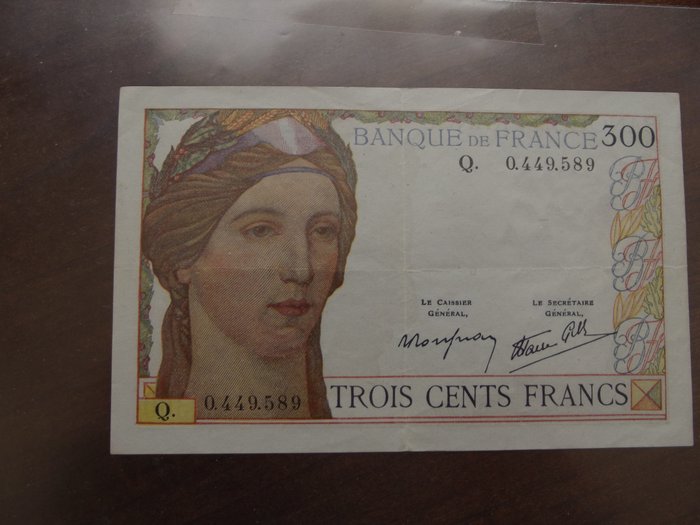 BANQUE DE FRANCE 300
Q. 0.449.589
LE CAISSIER
GÉNÉRAL,
LE SECRÉTAIRE
GÉNÉRAL,
Q. 0.449.589
TROIS CENTS FRANCS